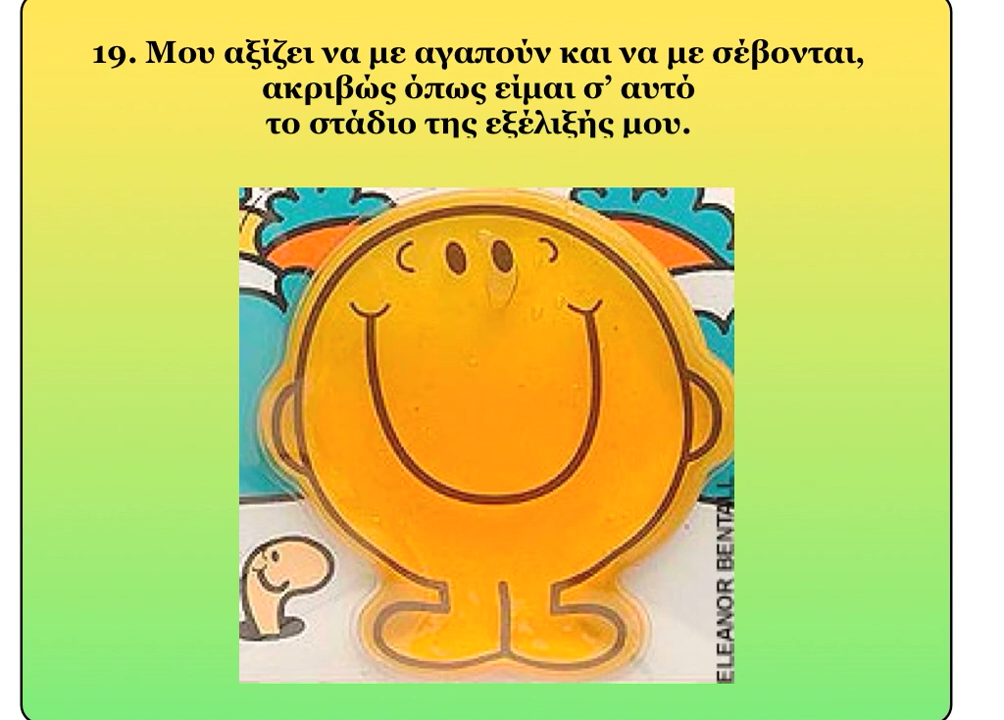 19. Μου αξίζει να με αγαπούν και να με σέβονται,
ακριβώς όπως είμαι σ’ αυτό
το στάδιο της εξέλιξής μου.
ELEANOR BENTALL